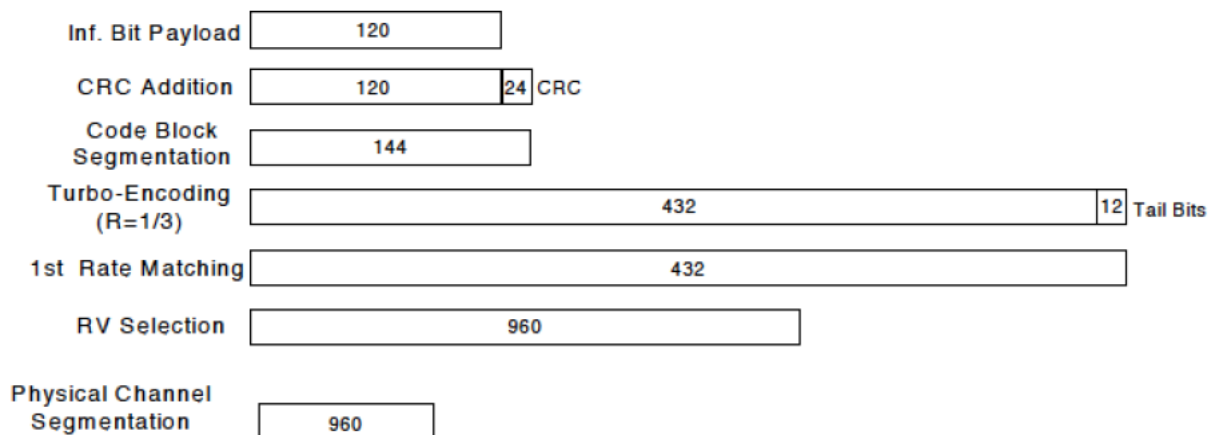 Inf. Bit Payload 120
CRC Addition 120 24 CRC
Code Block
Segmentation 144
Turbo-Encoding
(R=1/3) 432 12 Tail Bits
1st Rate Matching 432
RV Selection 960
Physical Channel
Segmentation 960